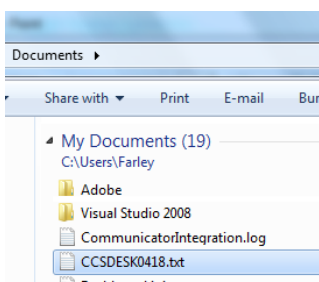 Documents
Share with Print E-mail
My Documents (19)
C:\Users\Farley
Adobe
Visual Studio 2008
CommunicatorIntegration.log
CCSDESK0418.txt